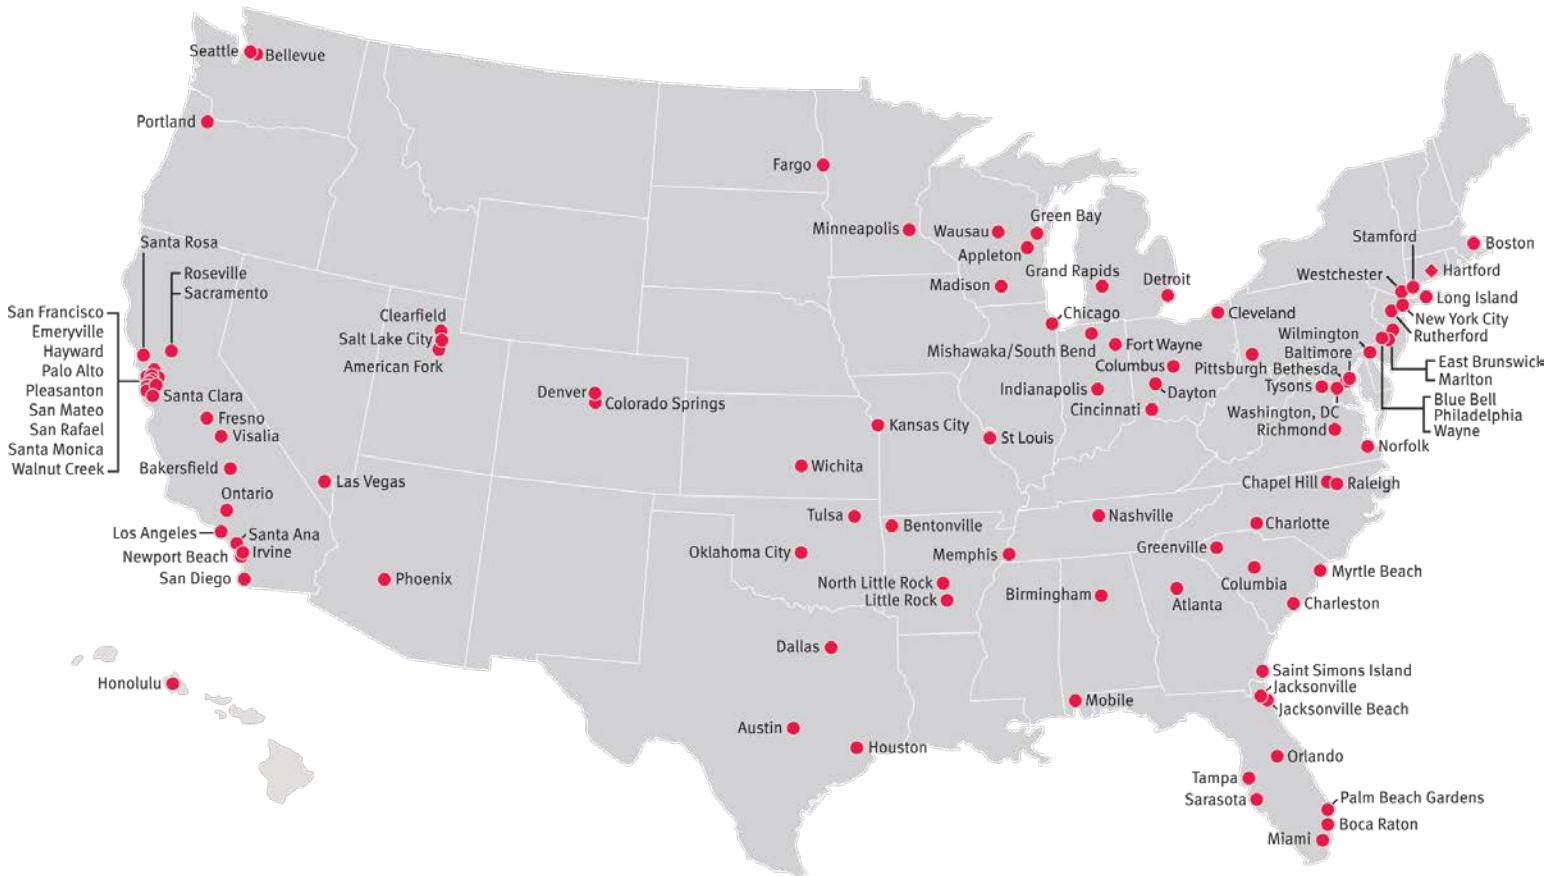 Seattle
Bellevue
Portland
Fargo
Minneapolis
Wausau
Green Bay
Appleton
Madison
Grand Rapids
Detroit
Stamford
Boston
Westchester
Hartford
Long Island
New York City
Rutherford
Santa Rosa
Roseville
Sacramento
San Francisco
Emeryville
Hayward
Palo Alto
Pleasanton
San Mateo
San Rafael
Santa Monica
Walnut Creek
Santa Clara
Fresno
Visalia
Bakersfield
Ontario
Los Angeles
Santa Ana
Irvine
Newport Beach
San Diego
Las Vegas
Phoenix
Clearfield
Salt Lake City
American Fork
Denver
Colorado Springs
Chicago
Mishawaka/South Bend
Fort Wayne
Cleveland
Columbus
Pittsburgh
Indianapolis
Dayton
Cincinnati
Wilmington
Baltimore
Bethesda
Tysons
Washington, DC
Richmond
East Brunswick
Marlton
Blue Bell
Philadelphia
Wayne
Norfolk
Kansas City
St Louis
Wichita
Tulsa
Bentonville
Oklahoma City
North Little Rock
Little Rock
Memphis
Nashville
Chapel Hill
Raleigh
Charlotte
Greenville
Columbia
Myrtle Beach
Charleston
Birmingham
Atlanta
Dallas
Austin
Houston
Mobile
Saint Simons Island
Jacksonville
Jacksonville Beach
Orlando
Tampa
Sarasota
Palm Beach Gardens
Boca Raton
Miami
Honolulu